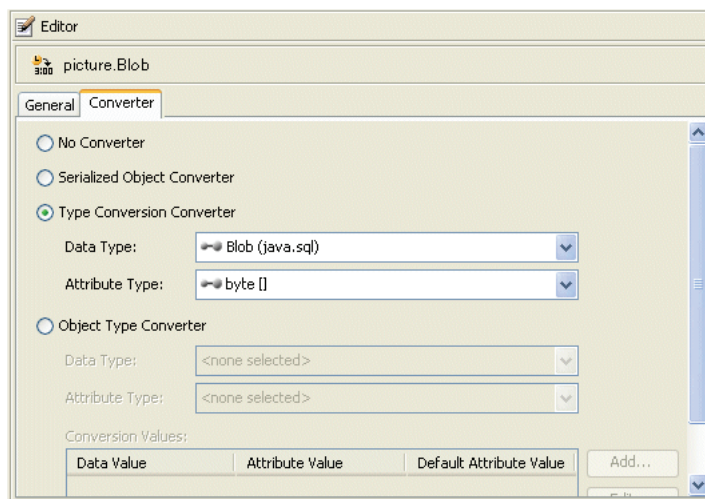 Editor
3:00 picture.Blob
General Converter
No Converter
Serialized Object Converter
Type Conversion Converter
Data Type: Blob (java.sql)
Attribute Type: byte []
Object Type Converter
Data Type: <none selected>
Attribute Type: <none selected>
Conversion Values:
Data Value Attribute Value Default Attribute Value Add...